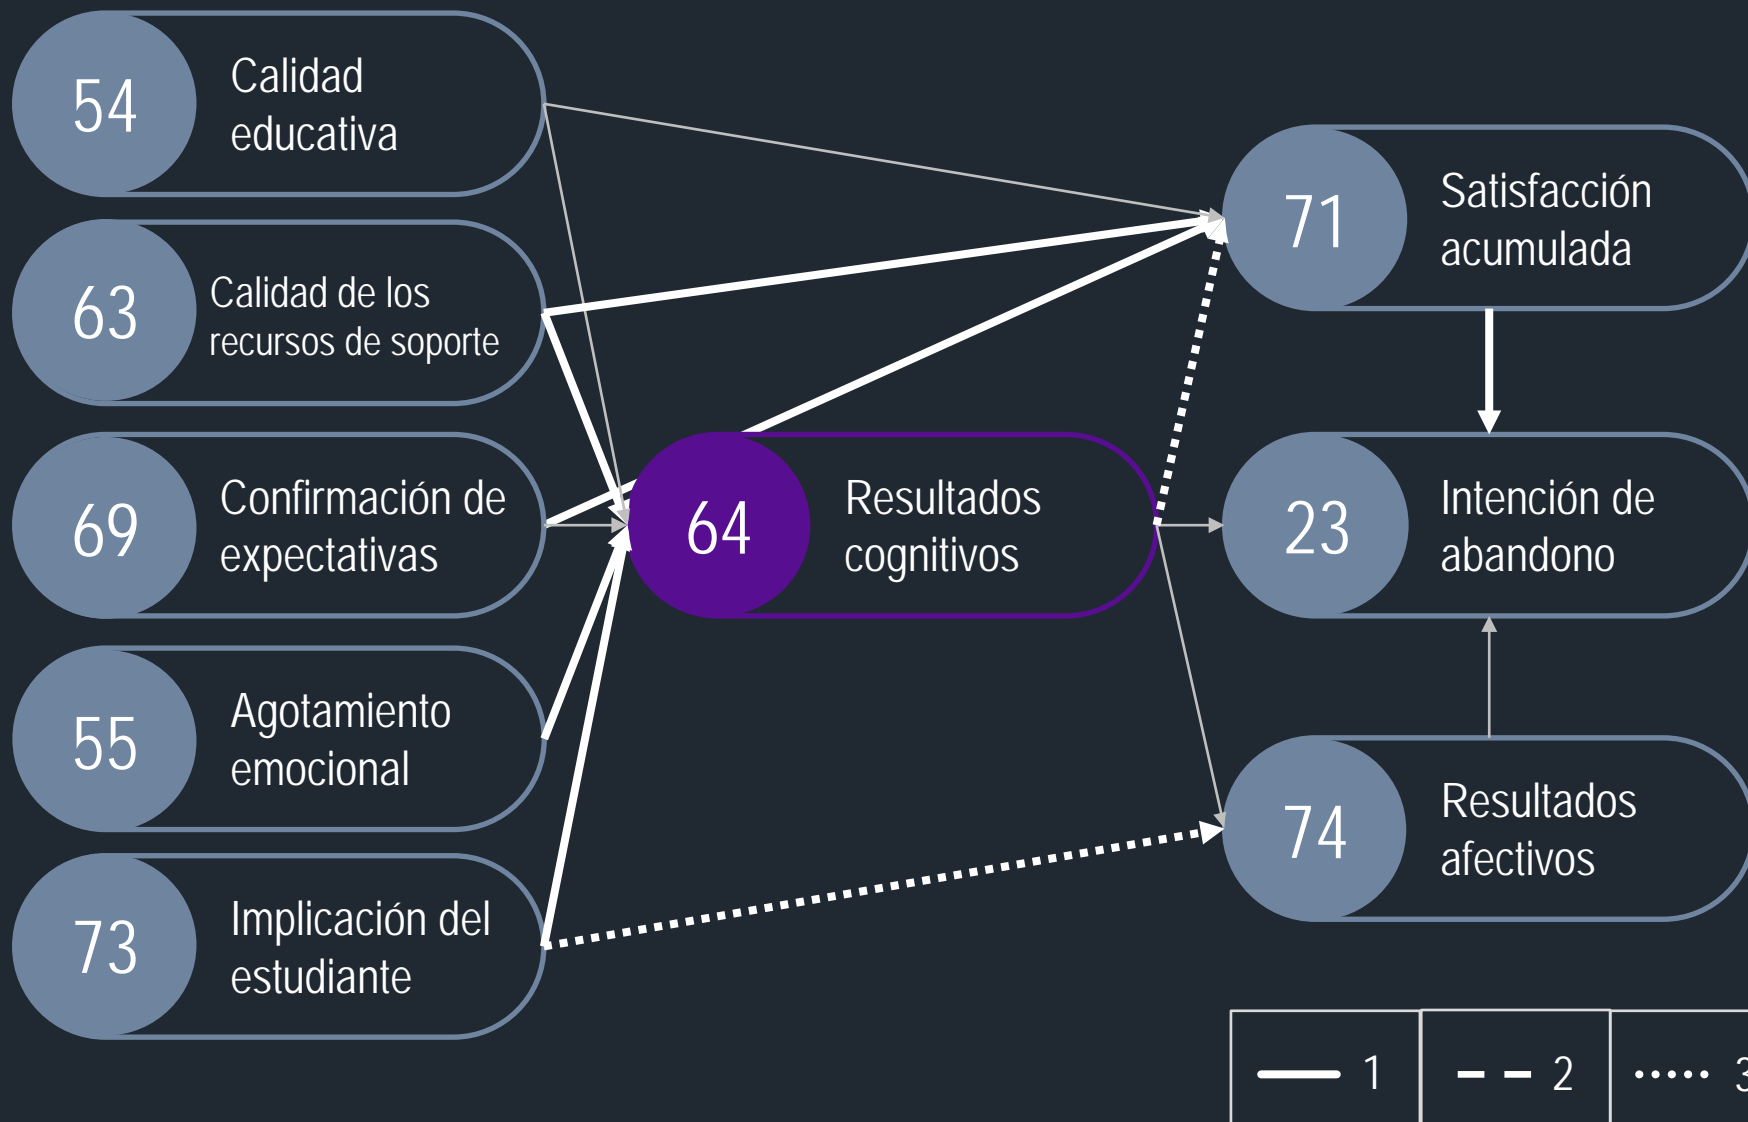 54
Calidad
educativa
63
Calidad de los
recursos de soporte
69
Confirmación de
expectativas
55
Agotamiento
emocional
73
Implicación del
estudiante
64
Resultados
cognitivos
71
Satisfacción
acumulada
23
Intención de
abandono
74
Resultados
afectivos
1
2
3